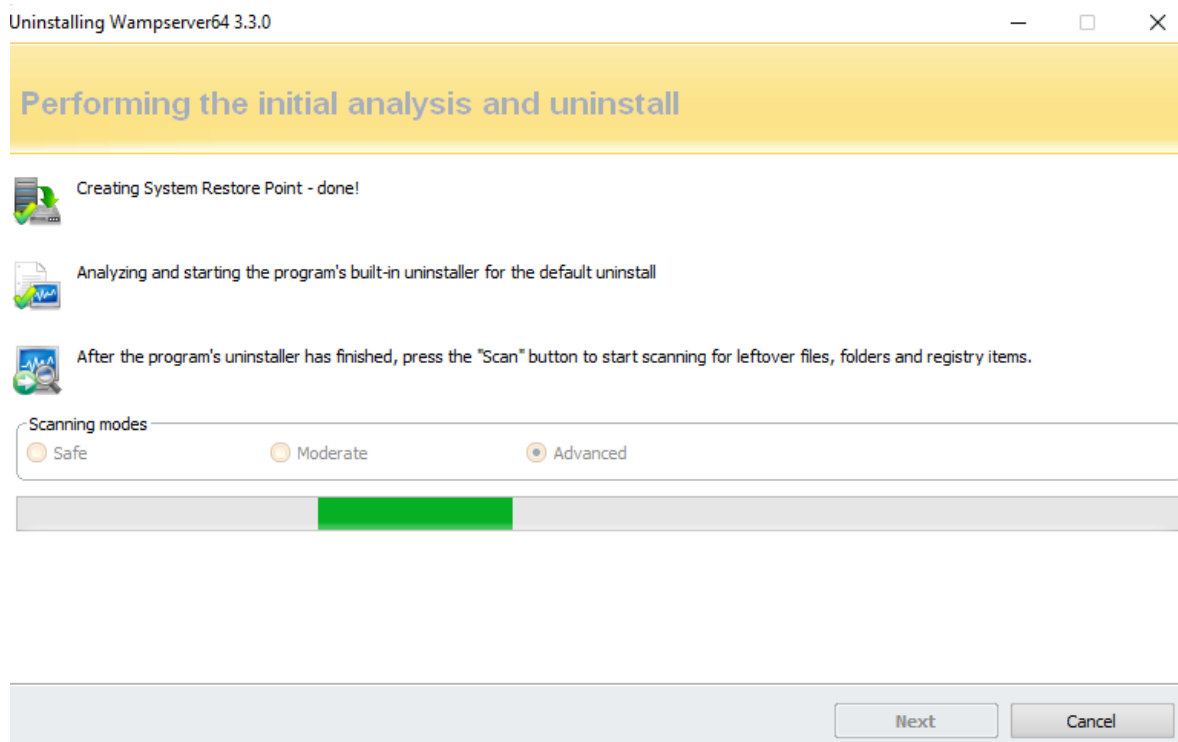 Uninstalling Wampserver64 3.3.0
Performing the initial analysis and uninstall
Creating System Restore Point - done!
Analyzing and starting the program's built-in uninstaller for the default uninstall
After the program's uninstaller has finished, press the "Scan" button to start scanning for leftover files, folders and registry items.
Scanning modes
Safe Moderate Advanced
Next Cancel